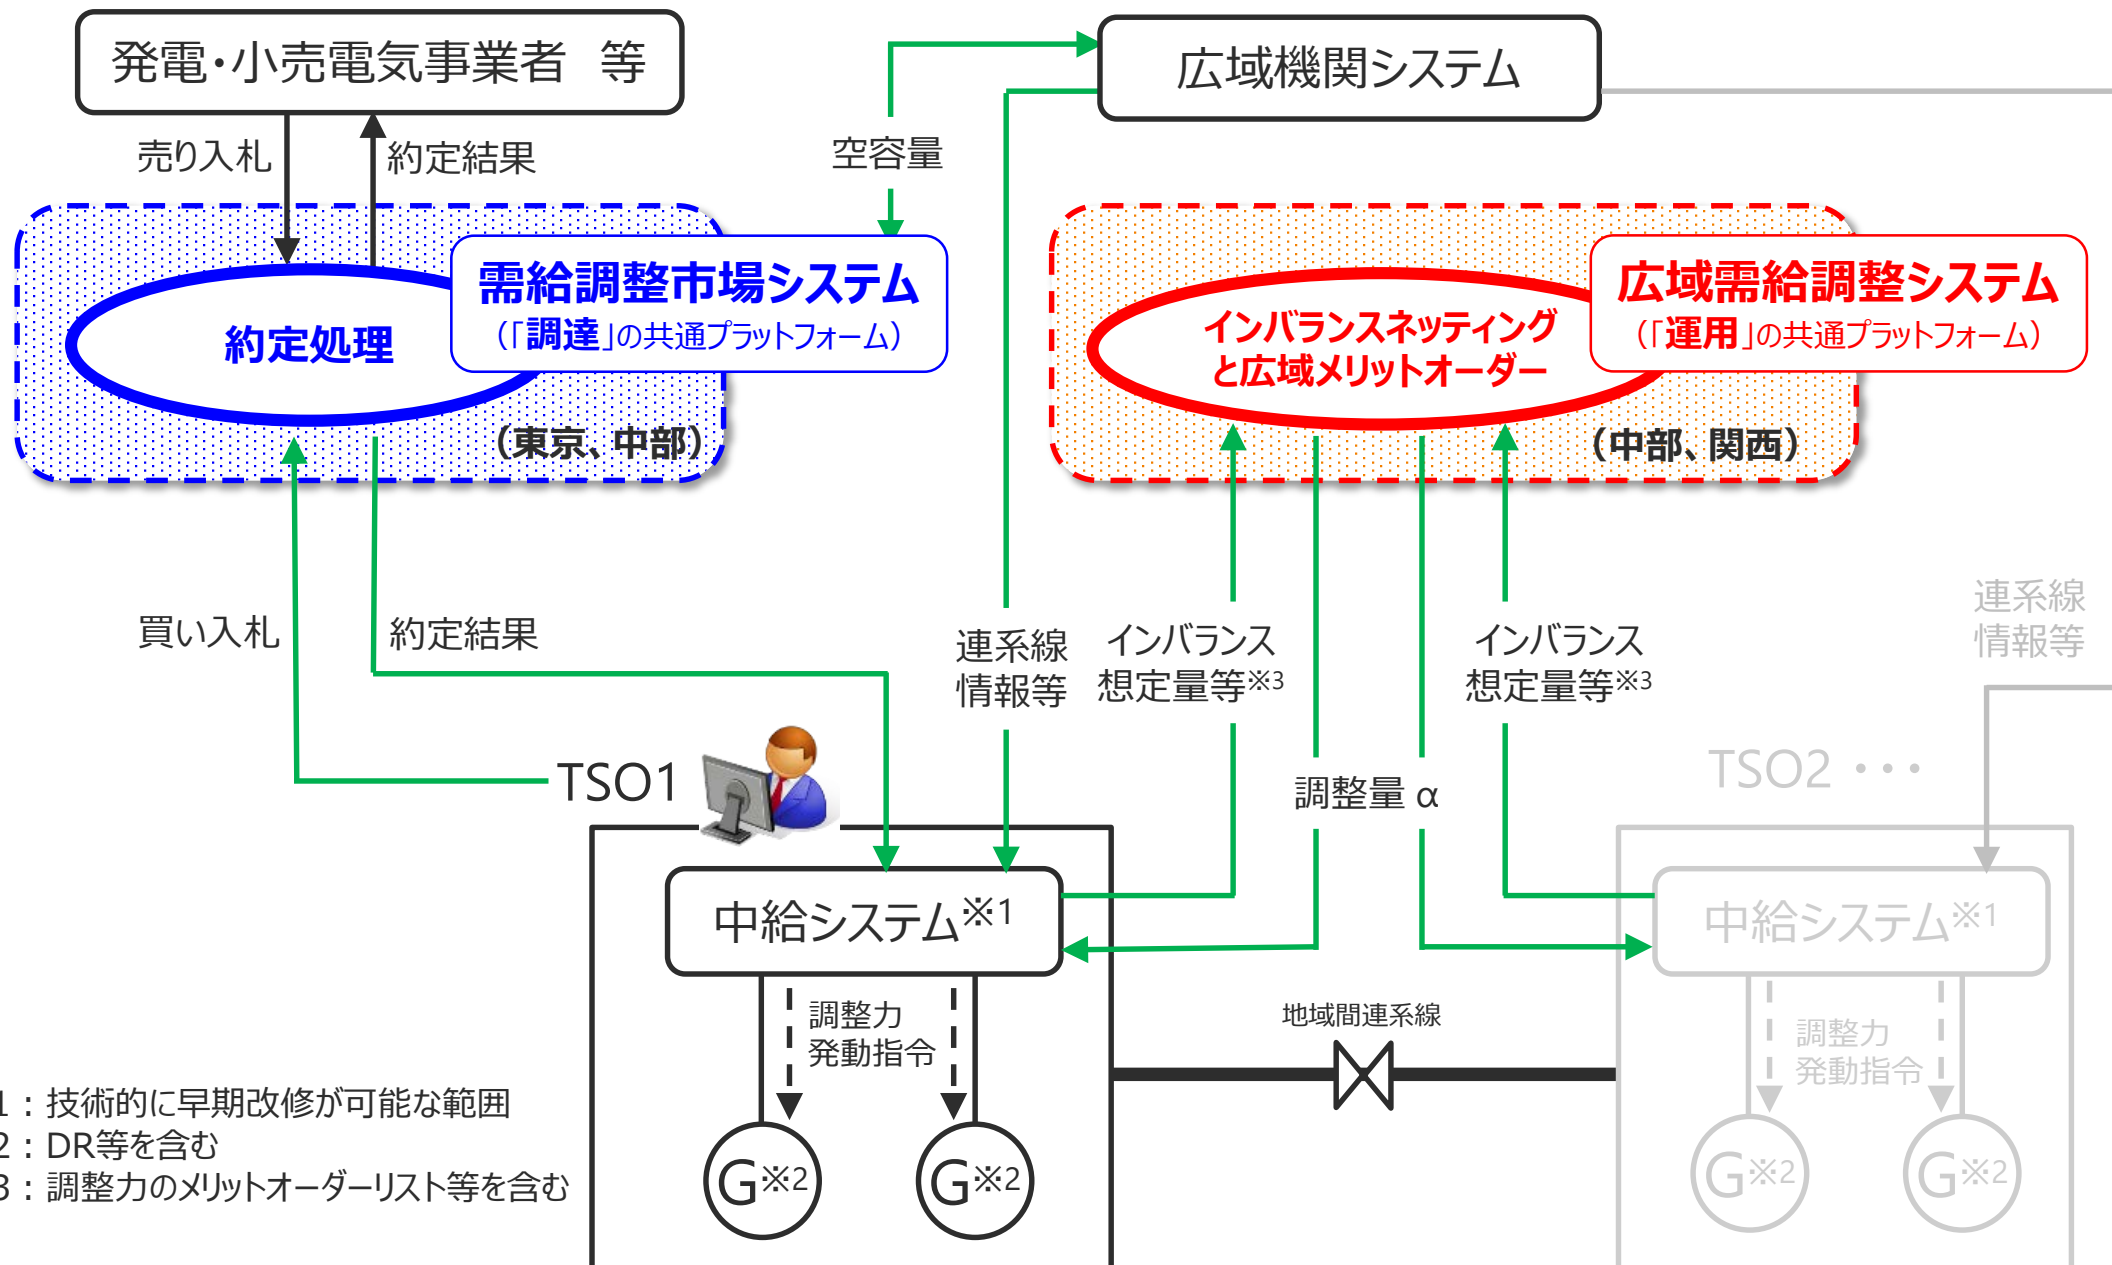 発電・小売電気事業者　等
広域機関システム
売り入札
約定結果
空容量
需給調整市場システム
（「調達」の共通プラットフォーム）
約定処理
（東京、中部）
広域需給調整システム
（「運用」の共通プラットフォーム）
インバランスネッティング
と広域メリットオーダー
（中部、関西）
買い入札
約定結果
連系線
情報等
インバランス
想定量等※3
インバランス
想定量等※3
連系線
情報等
TSO1
調整量 α
TSO2 ・・・
中給システム※1
中給システム※1
調整力
発動指令
地域間連系線
調整力
発動指令
G※2
G※2
G※2
G※2
1：技術的に早期改修が可能な範囲
2：DR等を含む
3：調整力のメリットオーダーリスト等を含む